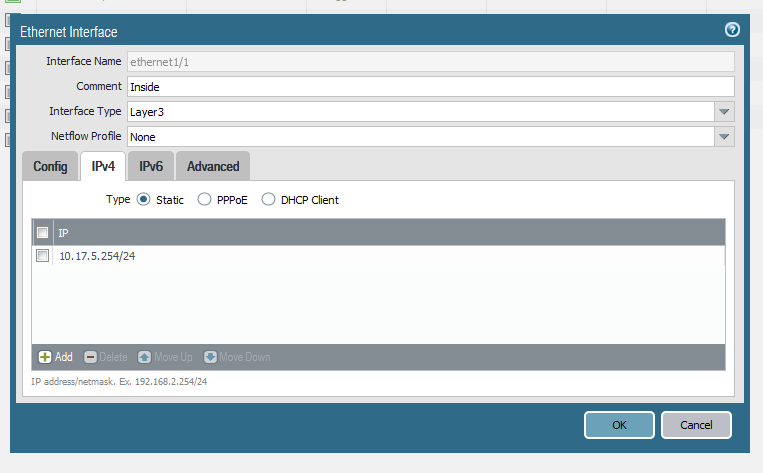 Ethernet Interface
Interface Name ethernet1/1
Comment Inside
Interface Type Layer3
Netflow Profile None
Config IPv4 IPv6 Advanced
Type Static PPPoE DHCP Client
IP
10.17.5.254/24
Add Delete Move Up Move Down
IP address/netmask. Ex. 192.168.2.254/24
OK Cancel